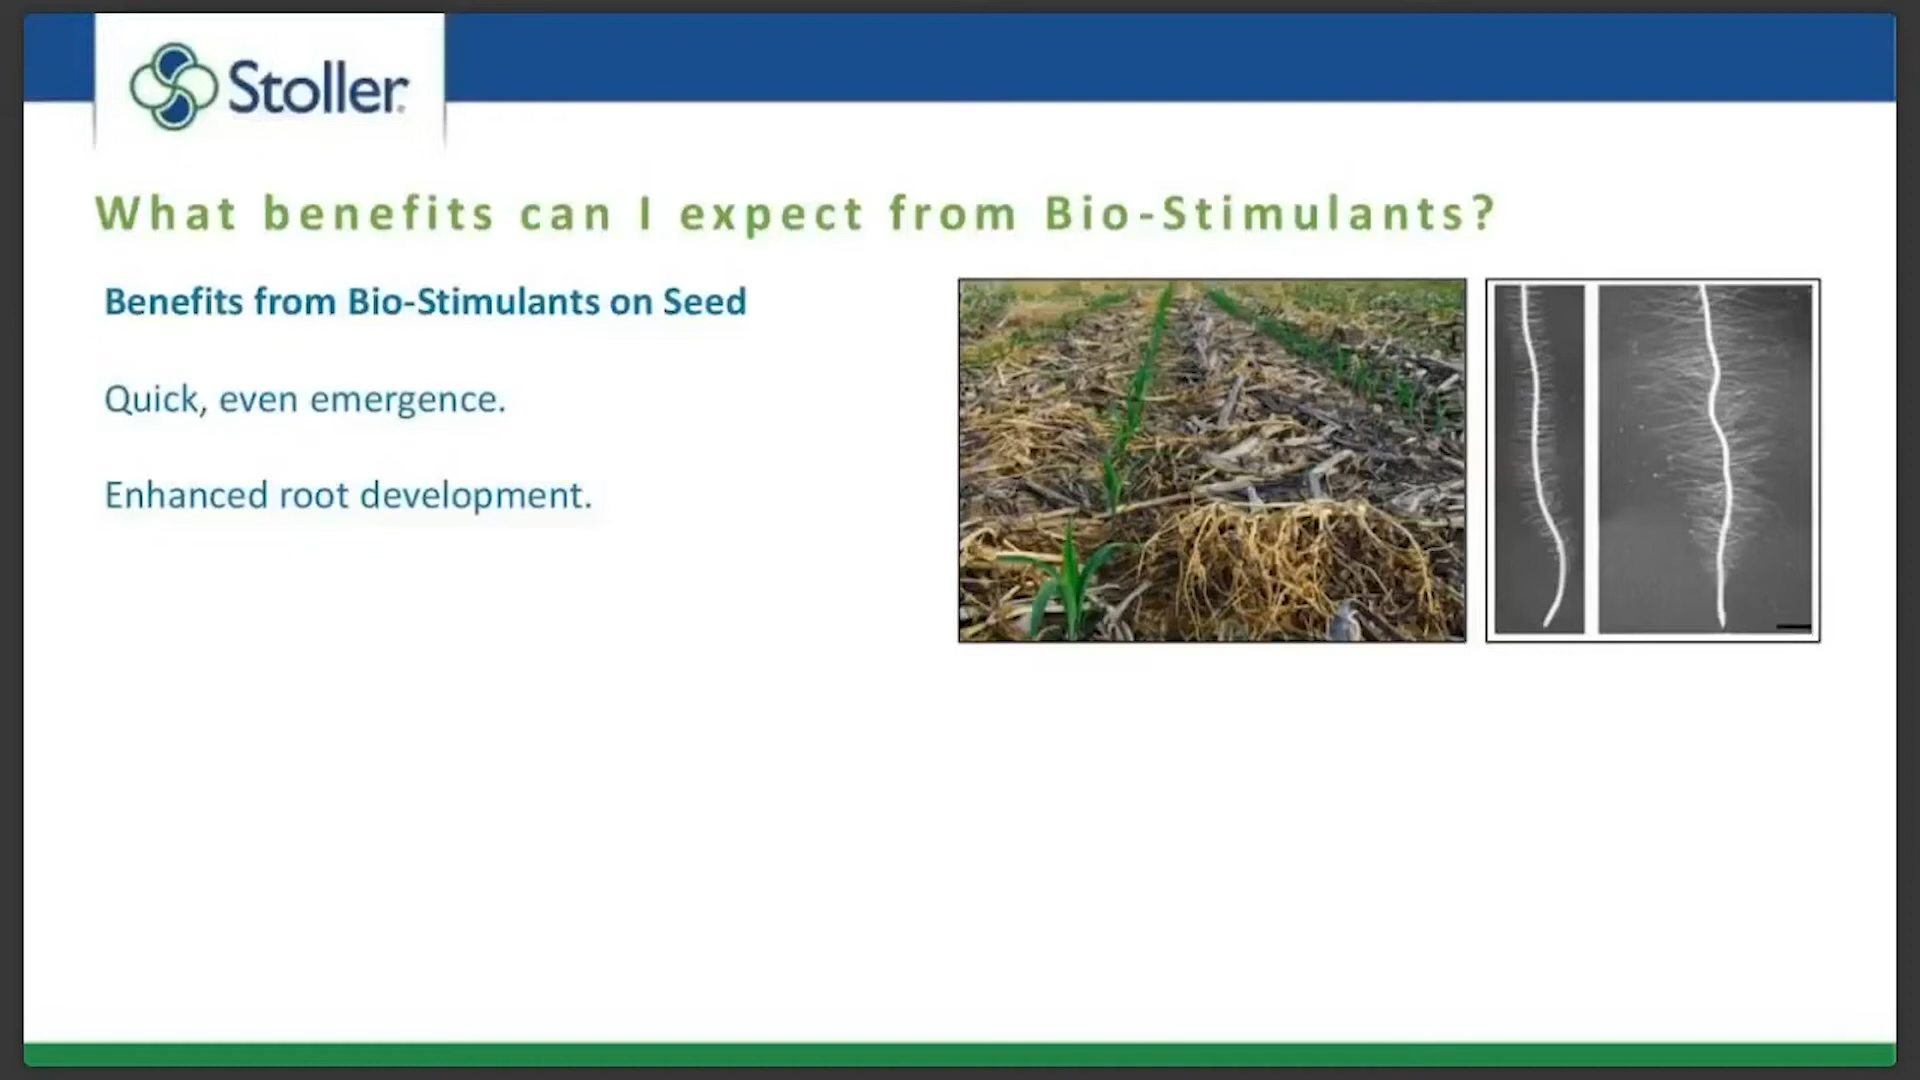 Stoller
What benefits can I expect from Bio-Stimulants?
Benefits from Bio-Stimulants on Seed
Quick, even emergence.
Enhanced root development.